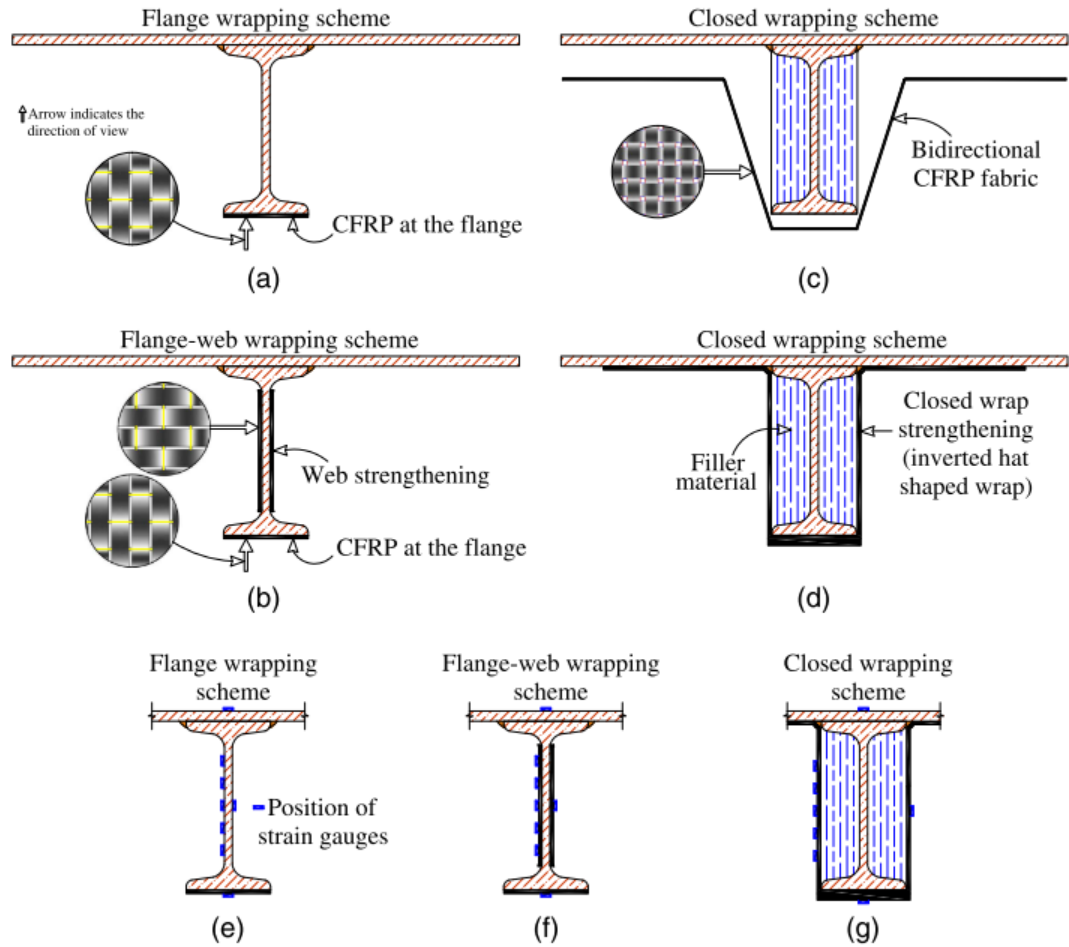 Flange wrapping scheme
Arrow indicates the
direction of view
CFRP at the flange
(a)
Closed wrapping scheme
Bidirectional
CFRP fabric
(c)
Flange-web wrapping scheme
Web strengthening
CFRP at the flange
(b)
Closed wrapping scheme
Filler
material
Closed wrap
strengthening
(inverted hat
shaped wrap)
(d)
Flange wrapping
scheme
Position of
strain gauges
(e)
Flange-web wrapping
scheme
(f)
Closed wrapping
scheme
(g)